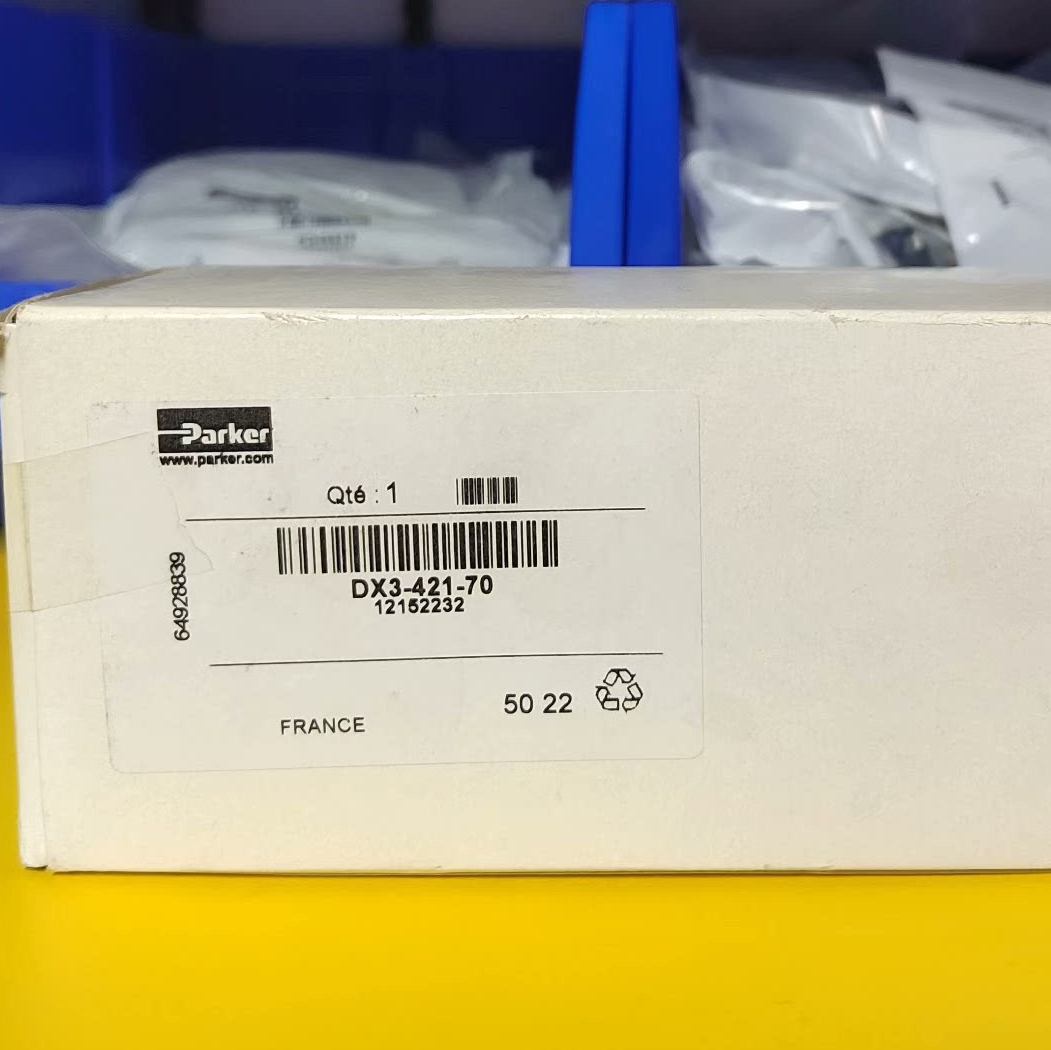 Parker
www.parker.com
Qté : 1
DX3-421-70
12152232
64928839
50 22
FRANCE